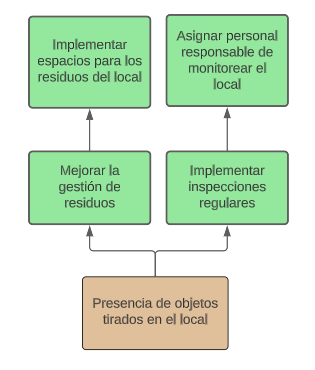 Implementar
espacios para los
residuos del local
Asignar personal
responsable de
monitorear el
local
Mejorar la
gestión de
residuos
Implementar
inspecciones
regulares
Presencia de objetos
tirados en el local